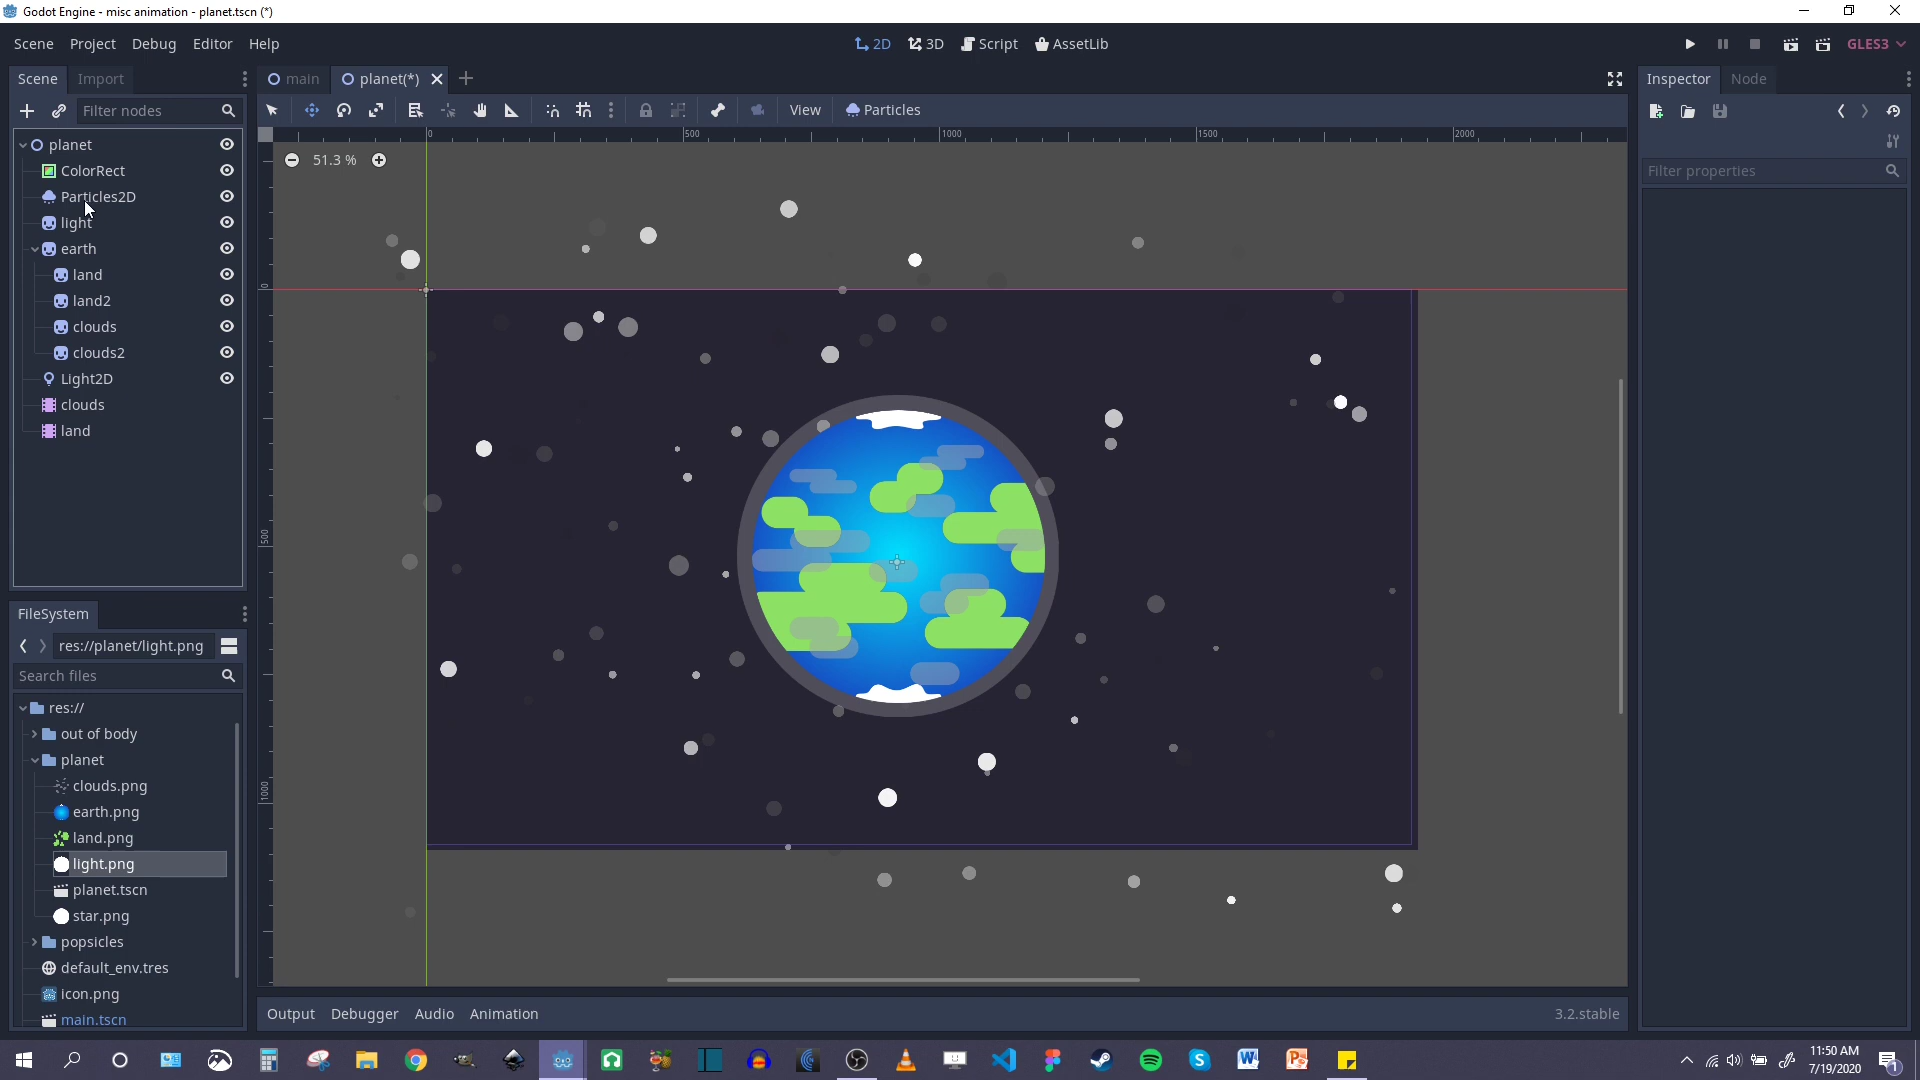 Godot Engine - misc animation - planet.tscn (*)
Scene Project Debug Editor Help
2D 3D Script AssetLib
GLES3
Scene Import
main planet(*)
Inspector Node
Filter nodes
View Particles
0 500 1000 1500 2000
51.3 %
Filter properties
planet
ColorRect
Particles2D
light
earth
land
land2
clouds
clouds2
Light2D
clouds
land
0
500
1000
FileSystem
res://planet/light.png
Search files
res://
out of body
planet
clouds.png
earth.png
land.png
light.png
planet.tscn
star.png
popsicles
default_env.tres
icon.png
main.tscn
Output Debugger Audio Animation
3.2.stable
11:50 AM
7/19/2020
1